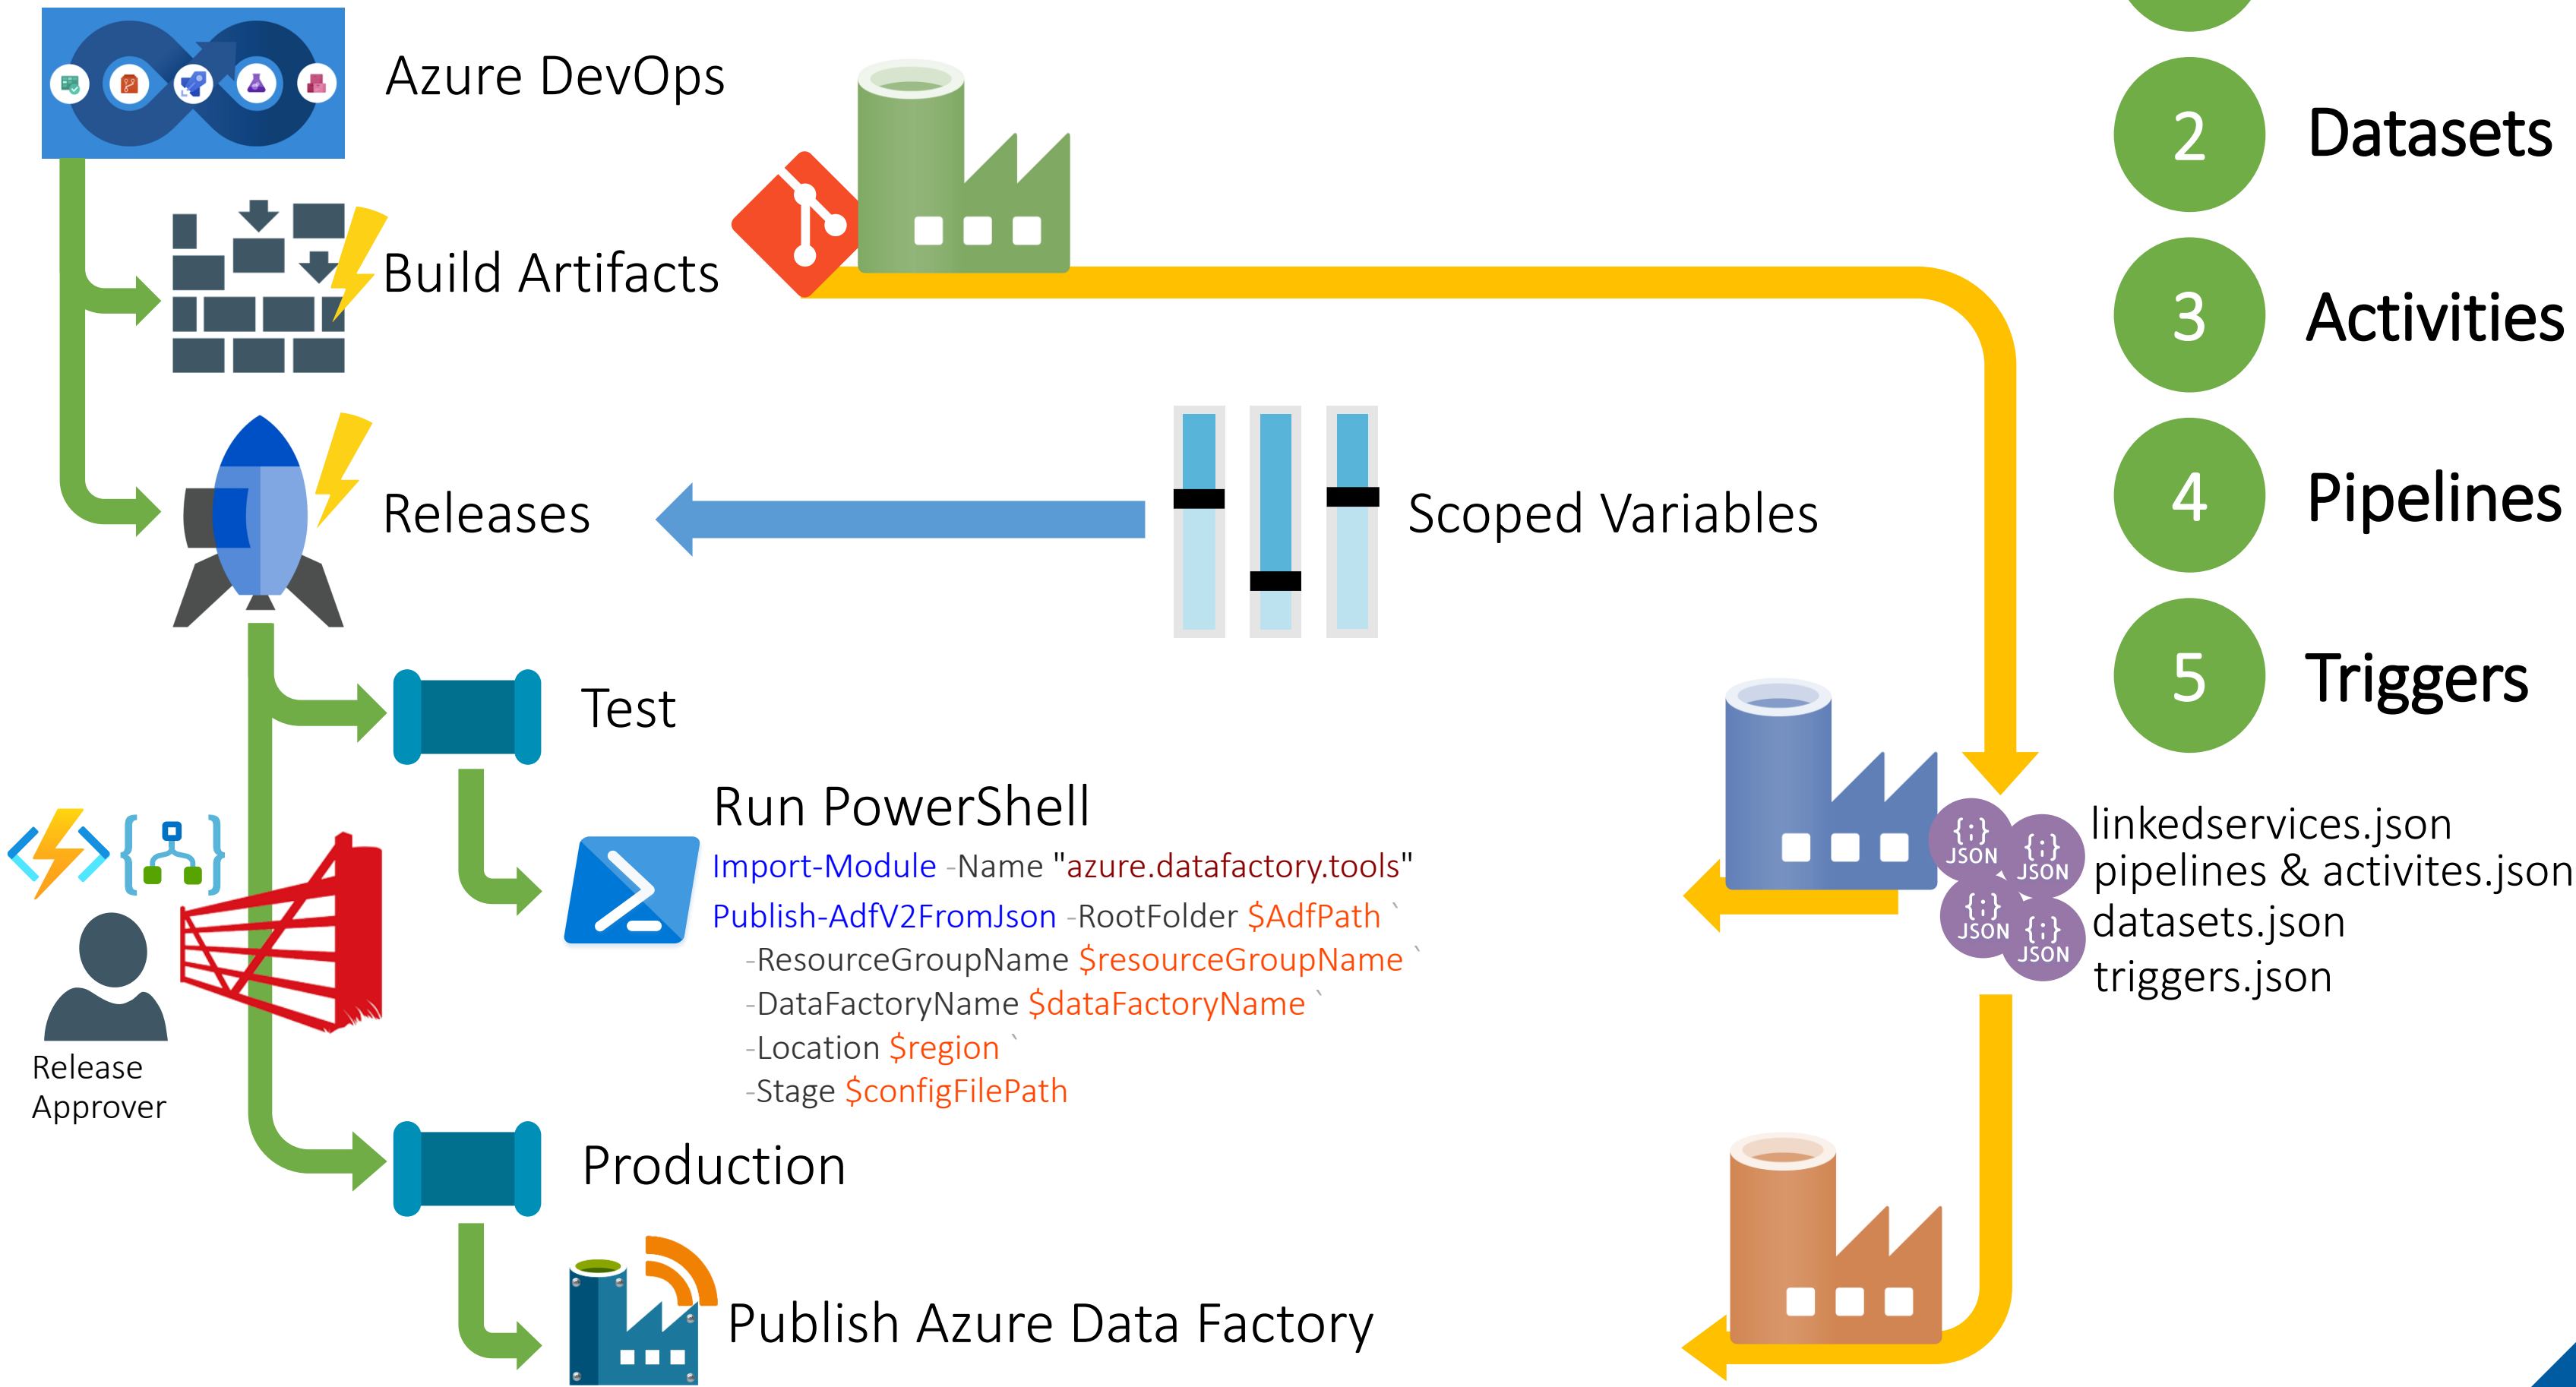 Azure DevOps
Build Artifacts
Releases
Scoped Variables
Test
Run PowerShell
Import-Module -Name "azure.datafactory.tools"
Publish-AdfV2FromJson -RootFolder $AdfPath `
-ResourceGroupName $resourceGroupName `
-DataFactoryName $dataFactoryName `
-Location $region `
-Stage $configFilePath
Release
Approver
Production
Publish Azure Data Factory
2 Datasets
3 Activities
4 Pipelines
5 Triggers
{;}
JSON
{;}
JSON
{;}
JSON
{;}
JSON
linkedservices.json
pipelines & activites.json
datasets.json
triggers.json